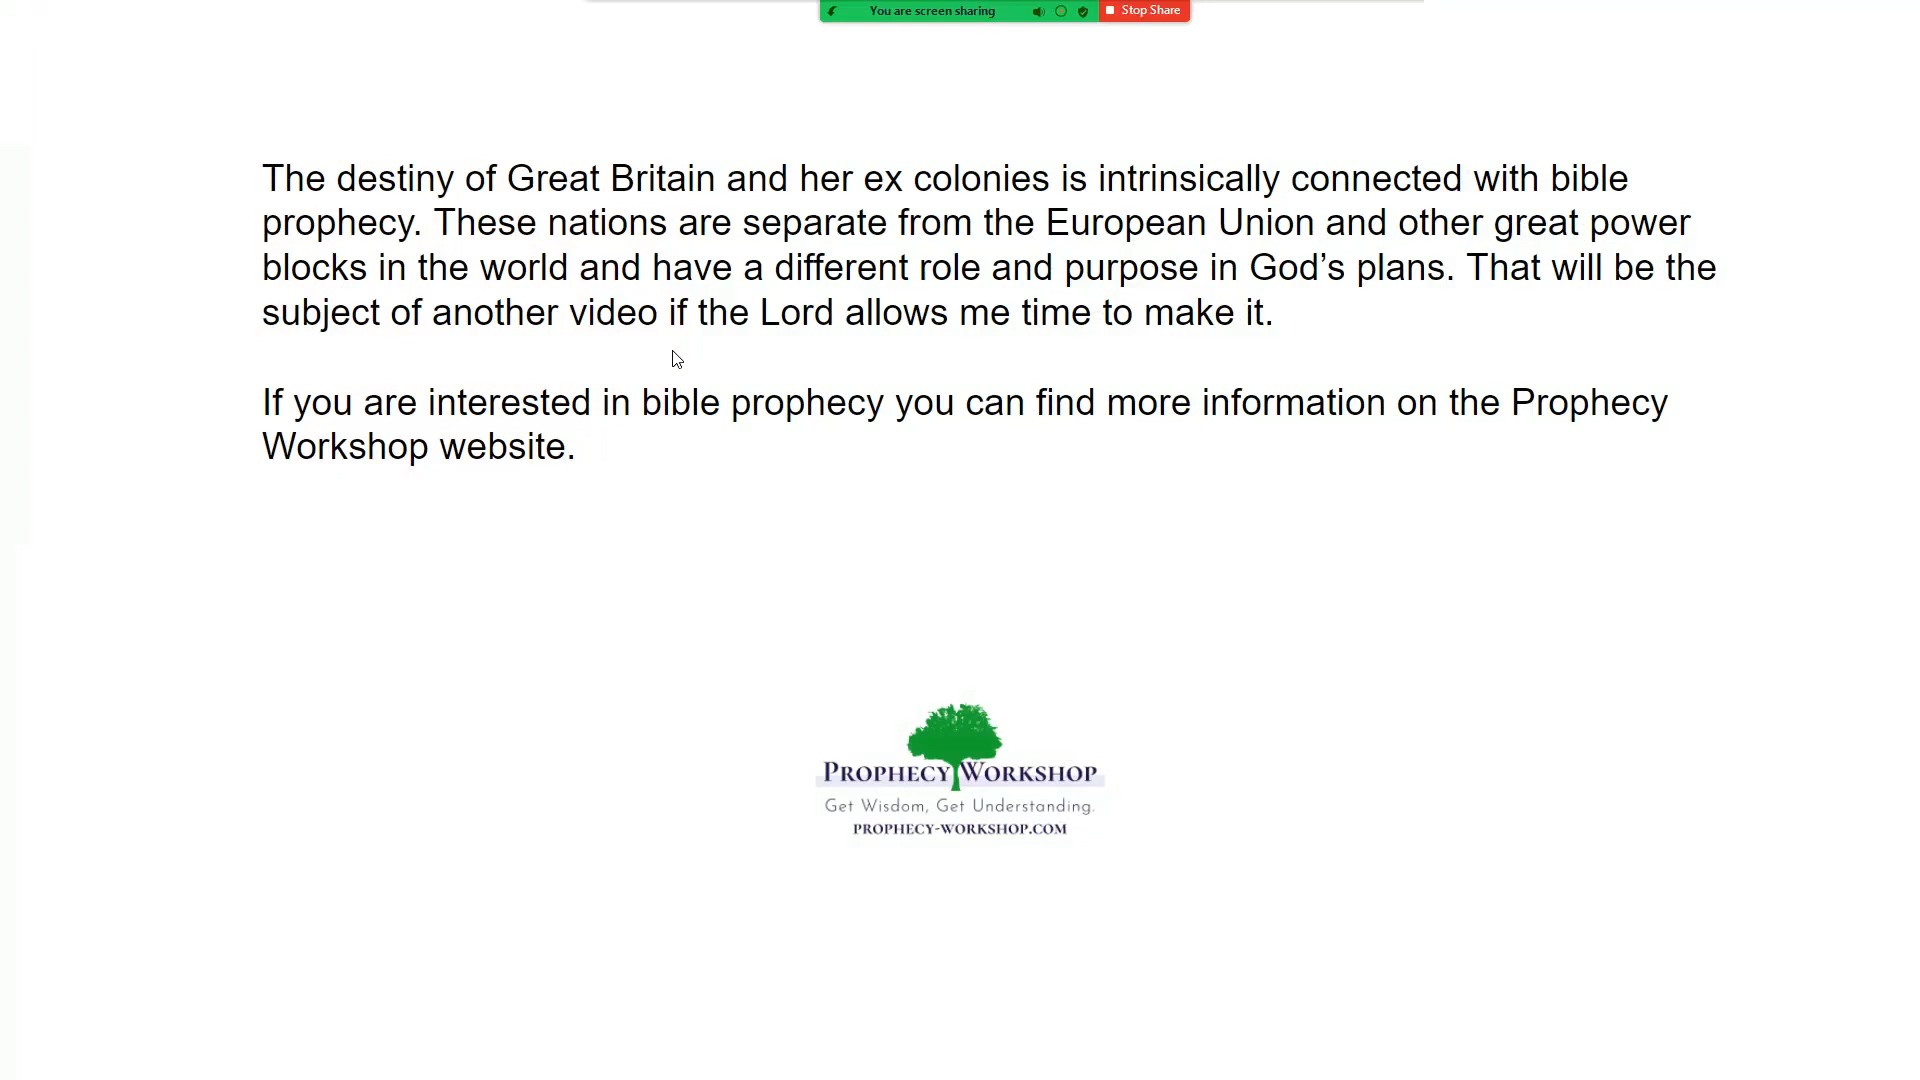 You are screen sharing
Stop Share
The destiny of Great Britain and her ex colonies is intrinsically connected with bible
prophecy. These nations are separate from the European Union and other great power
blocks in the world and have a different role and purpose in God’s plans. That will be the
subject of another video if the Lord allows me time to make it.
If you are interested in bible prophecy you can find more information on the Prophecy
Workshop website.
PROPHECY WORKSHOP
Get Wisdom, Get Understanding.
PROPHECY-WORKSHOP.COM